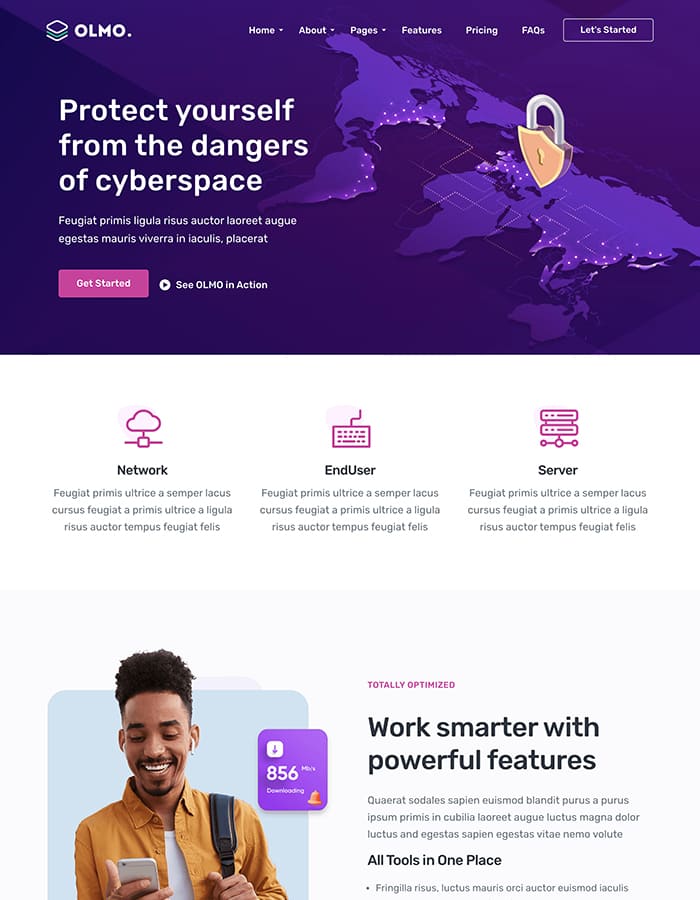 OLMO.
Home
About
Pages
Features
Pricing
FAQs
Let's Started
Protect yourself
from the dangers
of cyberspace
Feugiat primis ligula risus auctor laoreet augue
egestas mauris viverra in iaculis, placerat
Get Started
See OLMO in Action
Network
Feugiat primis ultrice a semper lacus
cursus feugiat a primis ultrice a ligula
risus auctor tempus feugiat felis
EndUser
Feugiat primis ultrice a semper lacus
cursus feugiat a primis ultrice a ligula
risus auctor tempus feugiat felis
Server
Feugiat primis ultrice a semper lacus
cursus feugiat a primis ultrice a ligula
risus auctor tempus feugiat felis
856 Mb/s
Downloading
TOTALLY OPTIMIZED
Work smarter with
powerful features
Quaerat sodales sapien euismod blandit purus a purus
ipsum primis in cubilia laoreet augue luctus magna dolor
luctus and egestas sapien egestas vitae nemo volute
All Tools in One Place
• Fringilla risus, luctus mauris orci auctor euismod iaculis